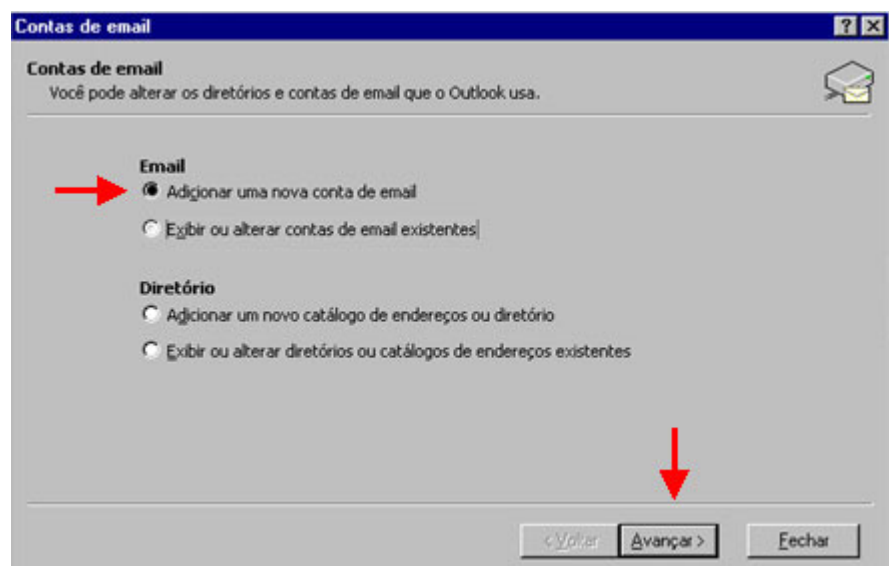 Contas de email
Contas de email
Você pode alterar os diretórios e contas de email que o Outlook usa.
Email
Adicionar uma nova conta de email
Exibir ou alterar contas de email existentes
Diretório
Adicionar um novo catálogo de endereços ou diretório
Exibir ou alterar diretórios ou catálogos de endereços existentes
< Voltar Avançar > Fechar